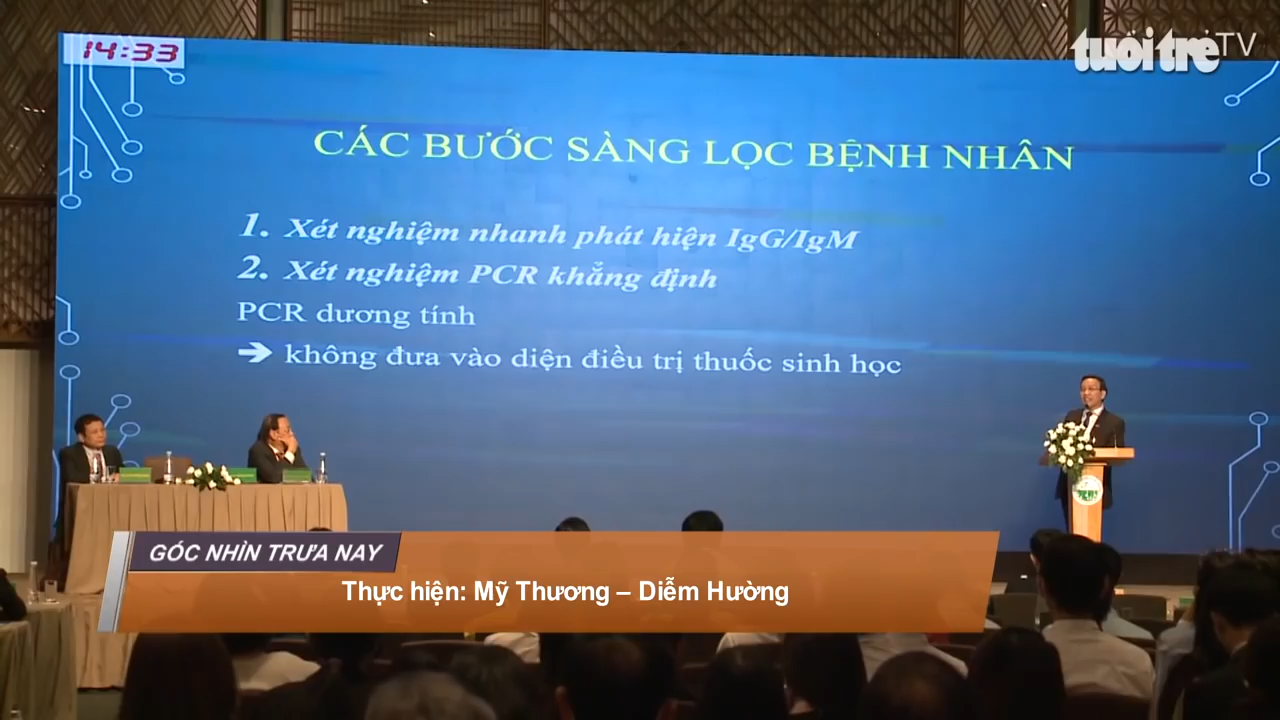 14:33
tuoitre TV
CÁC BƯỚC SÀNG LỌC BỆNH NHÂN
1. Xét nghiệm nhanh phát hiện IgG/IgM
2. Xét nghiệm PCR khẳng định
PCR dương tính
➔ không đưa vào diện điều trị thuốc sinh học
GÓC NHÌN TRƯA NAY
Thực hiện: Mỹ Thương – Diễm Hường